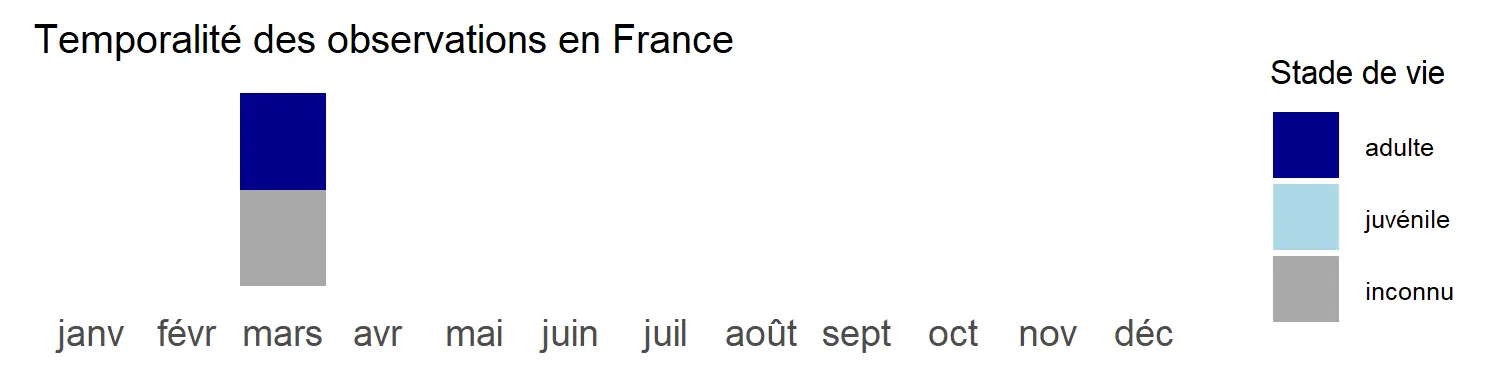 Temporalité des observations en France
Stade de vie
adulte
juvénile
inconnu
janv févr mars avr mai juin juil août sept oct nov déc